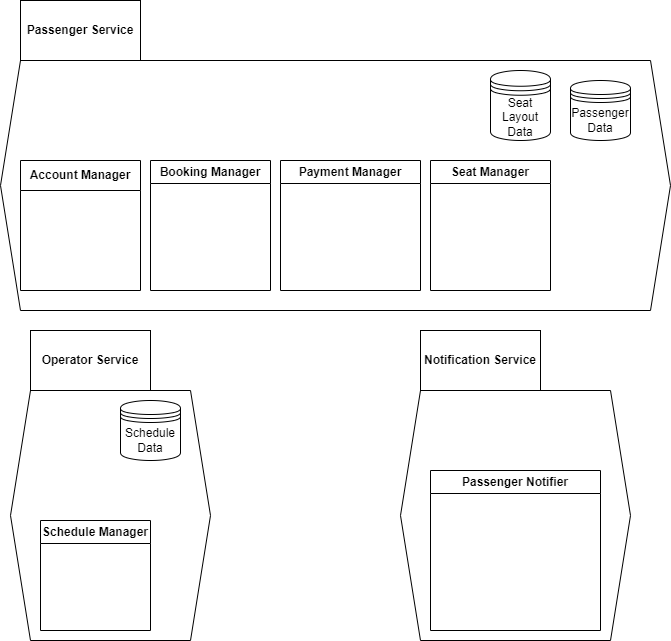 Passenger Service
Seat
Layout
Data
Passenger
Data
Account Manager
Booking Manager
Payment Manager
Seat Manager
Operator Service
Notification Service
Schedule
Data
Passenger Notifier
Schedule Manager